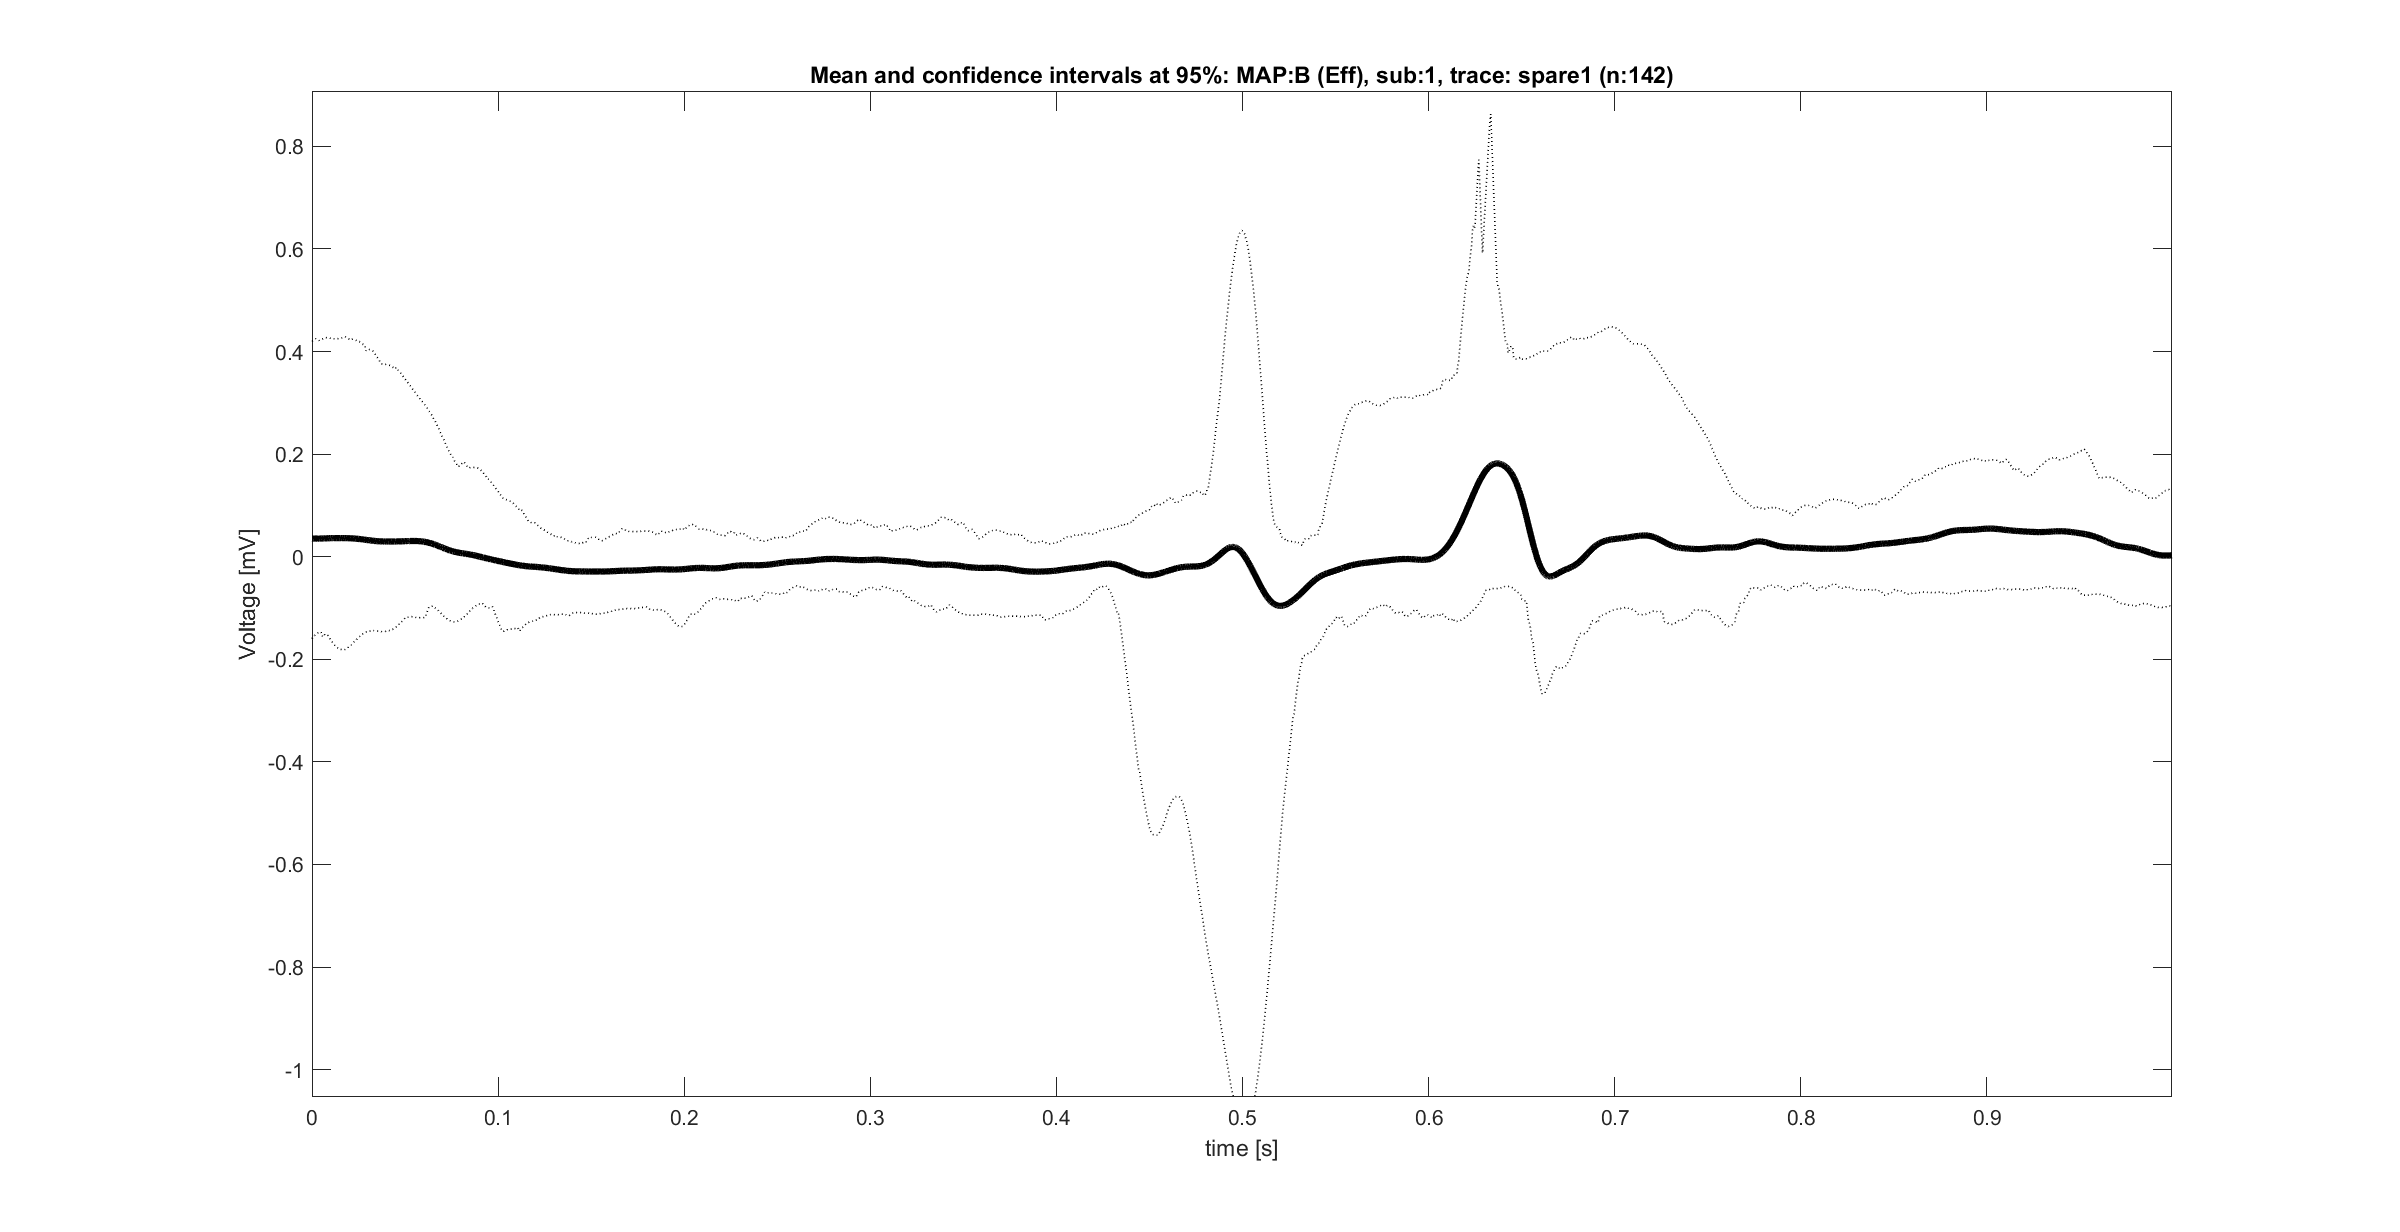 Mean and confidence intervals at 95%: MAP:B (Eff), sub:1, trace: spare1 (n:142)
0.8
0.6
0.4
0.2
0
-0.2
-0.4
-0.6
-0.8
-1
Voltage [mV]
0 0.1 0.2 0.3 0.4 0.5 0.6 0.7 0.8 0.9
time [s]